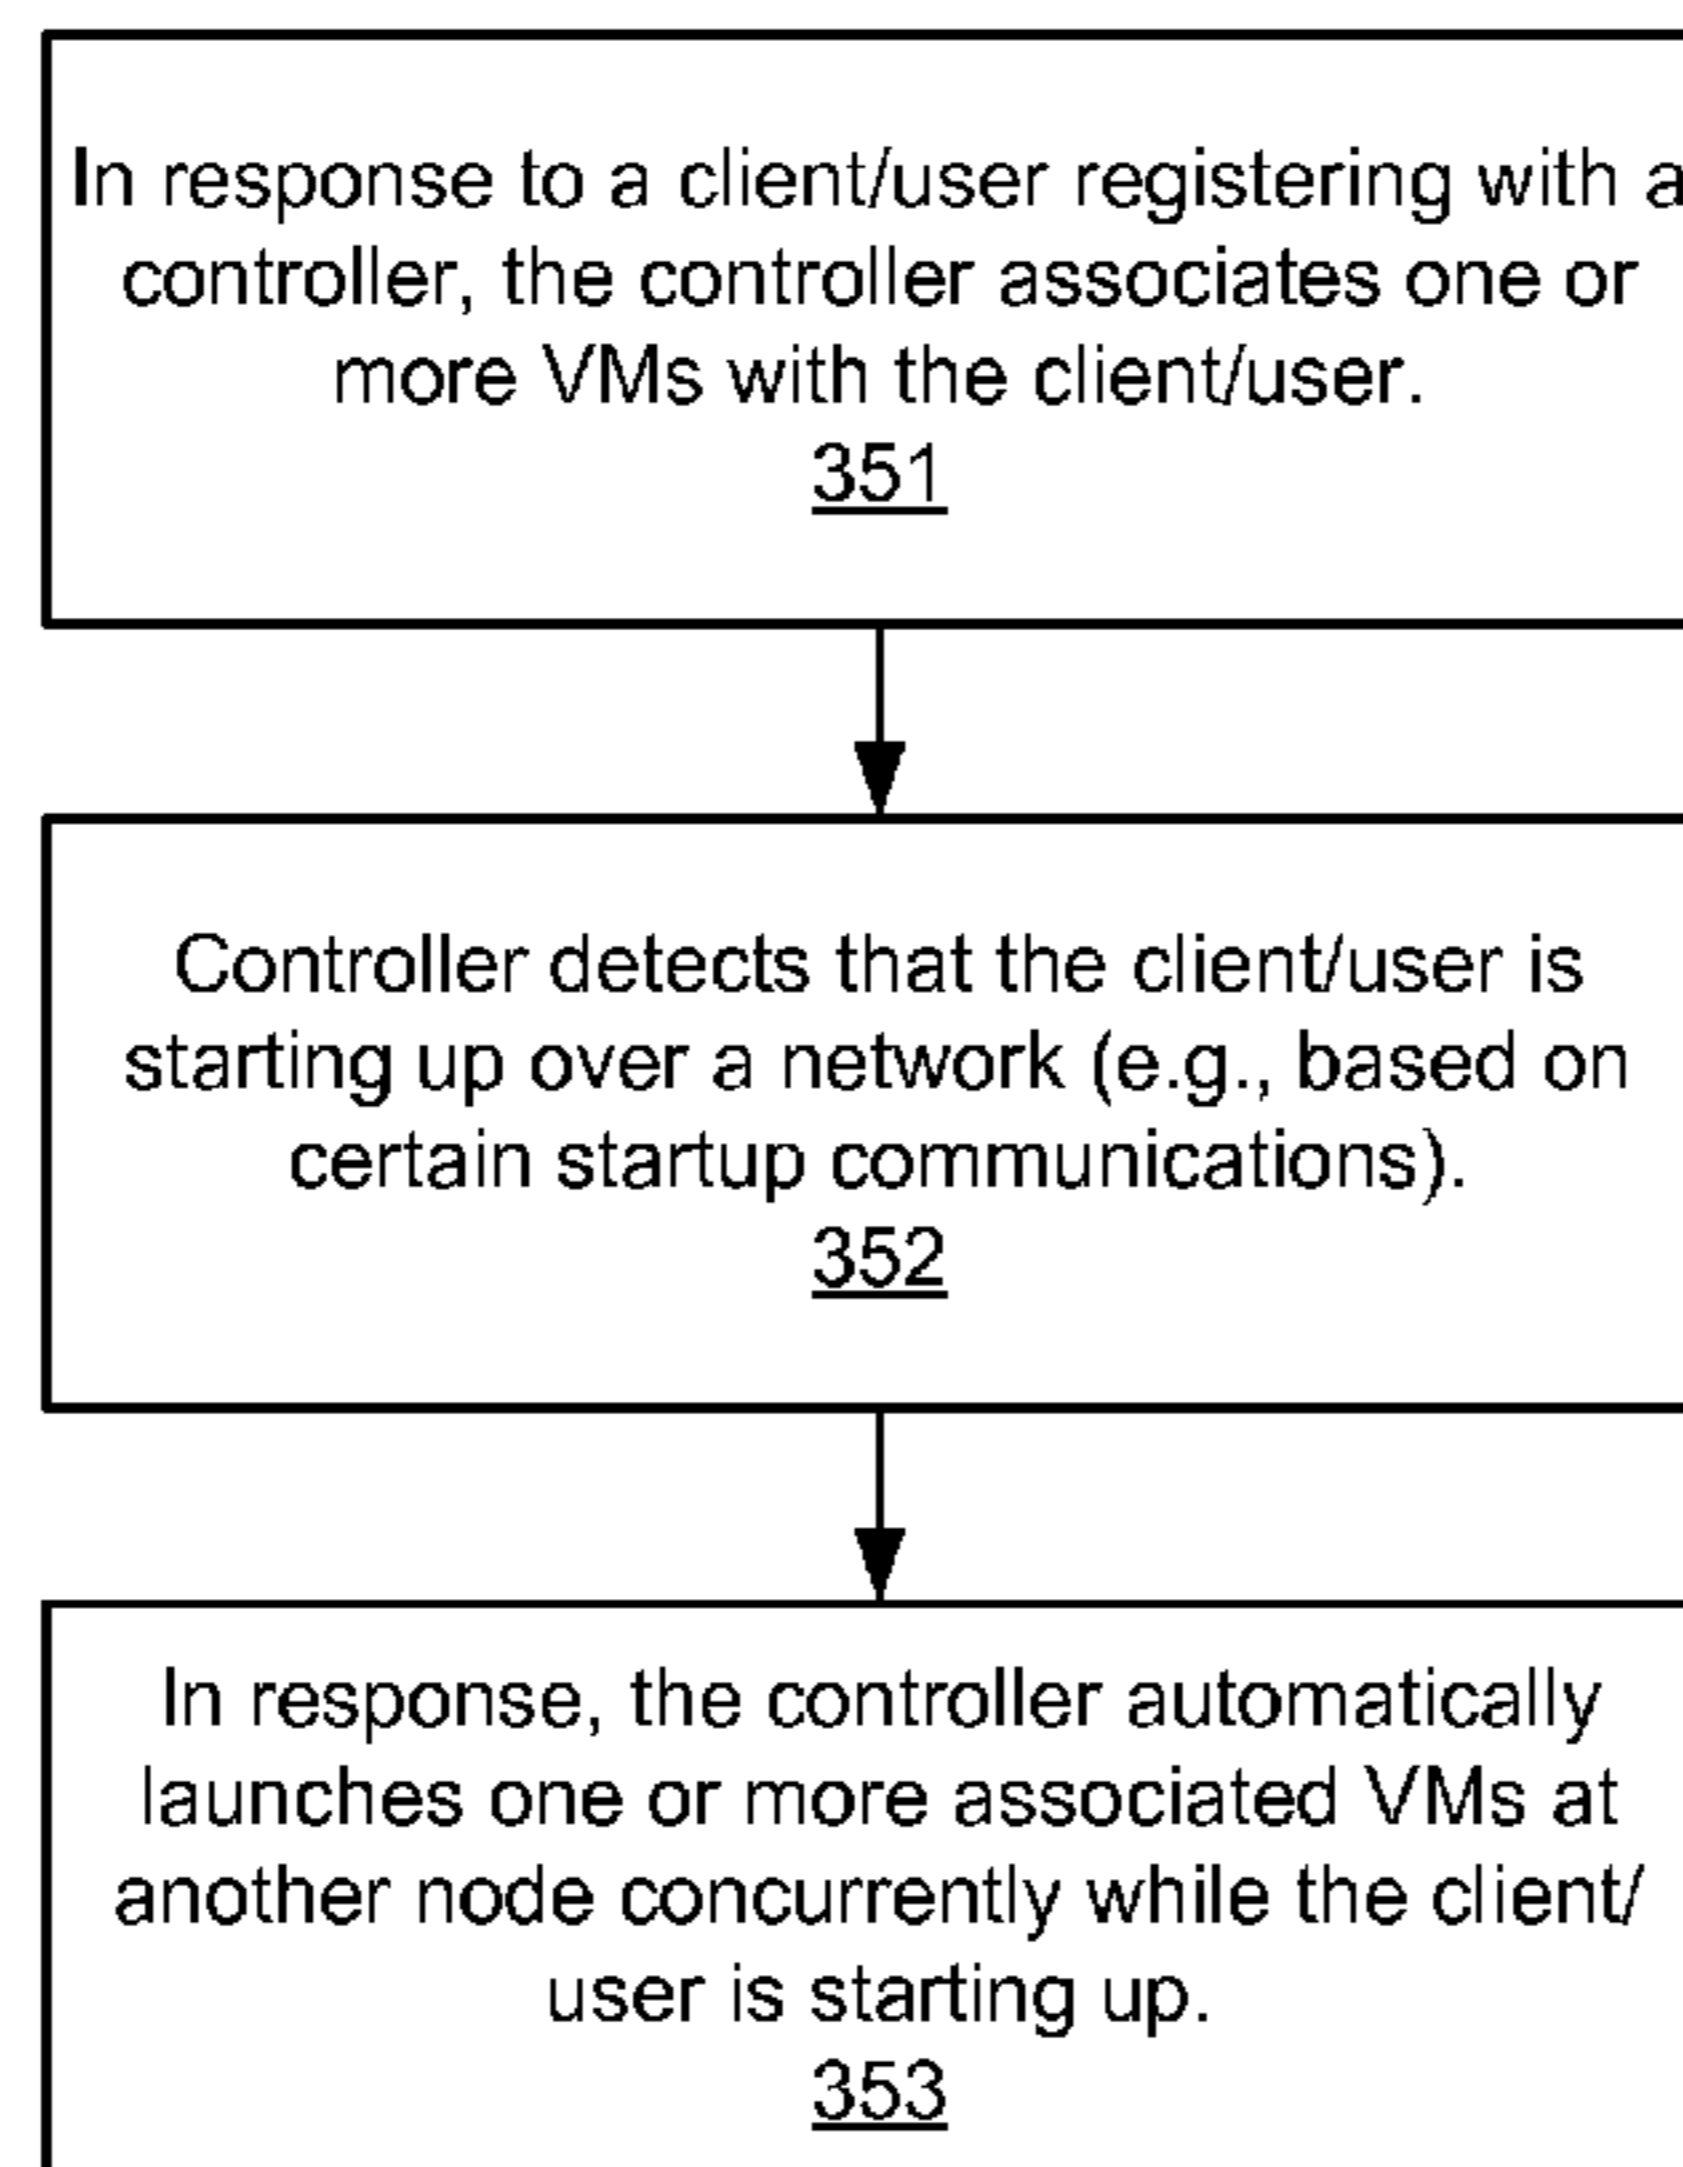 In response to a client/user registering with a
controller, the controller associates one or
more VMs with the client/user.
351
Controller detects that the client/user is
starting up over a network (e.g., based on
certain startup communications).
352
In response, the controller automatically
launches one or more associated VMs at
another node concurrently while the client/
user is starting up.
353